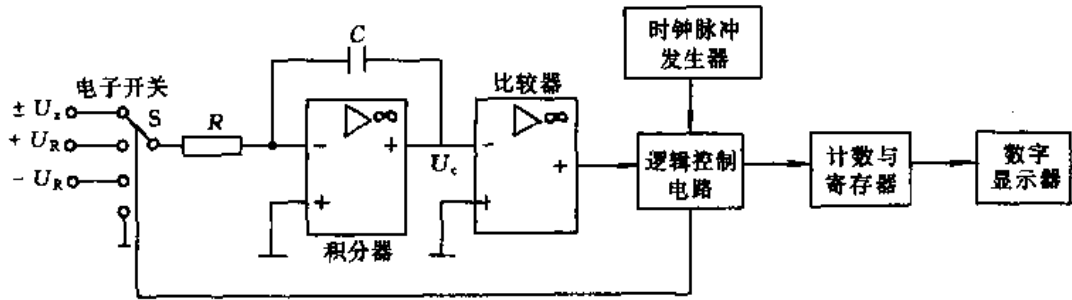 时钟脉冲
发生器
C
电子开关
比较器
± Uz
S
R
▷∞
▷∞
+ UR
−
+
−
Uc
+
逻辑控制
电路
计数与
寄存器
数字
显示器
− UR
+
+
积分器